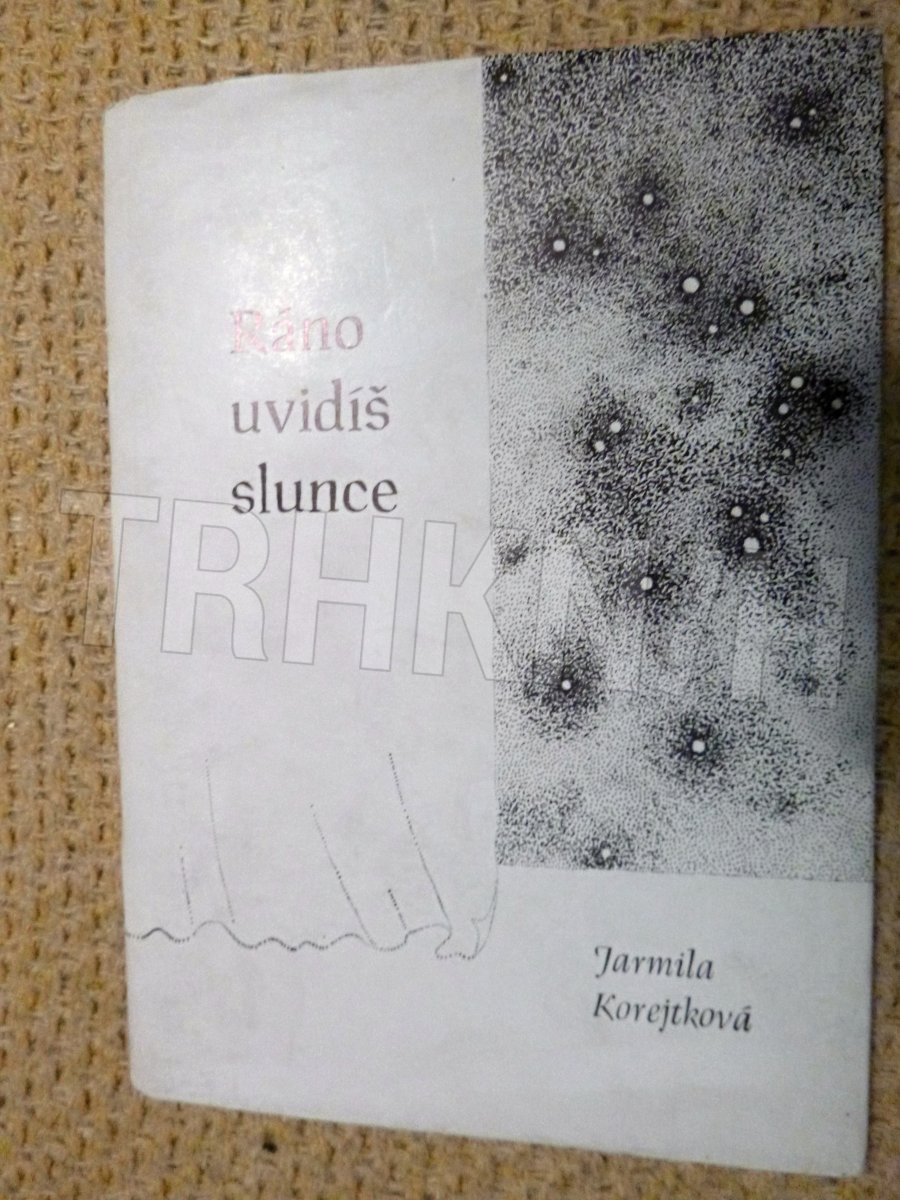 Ráno
uvidíš
slunce
Jarmila
Korejtková